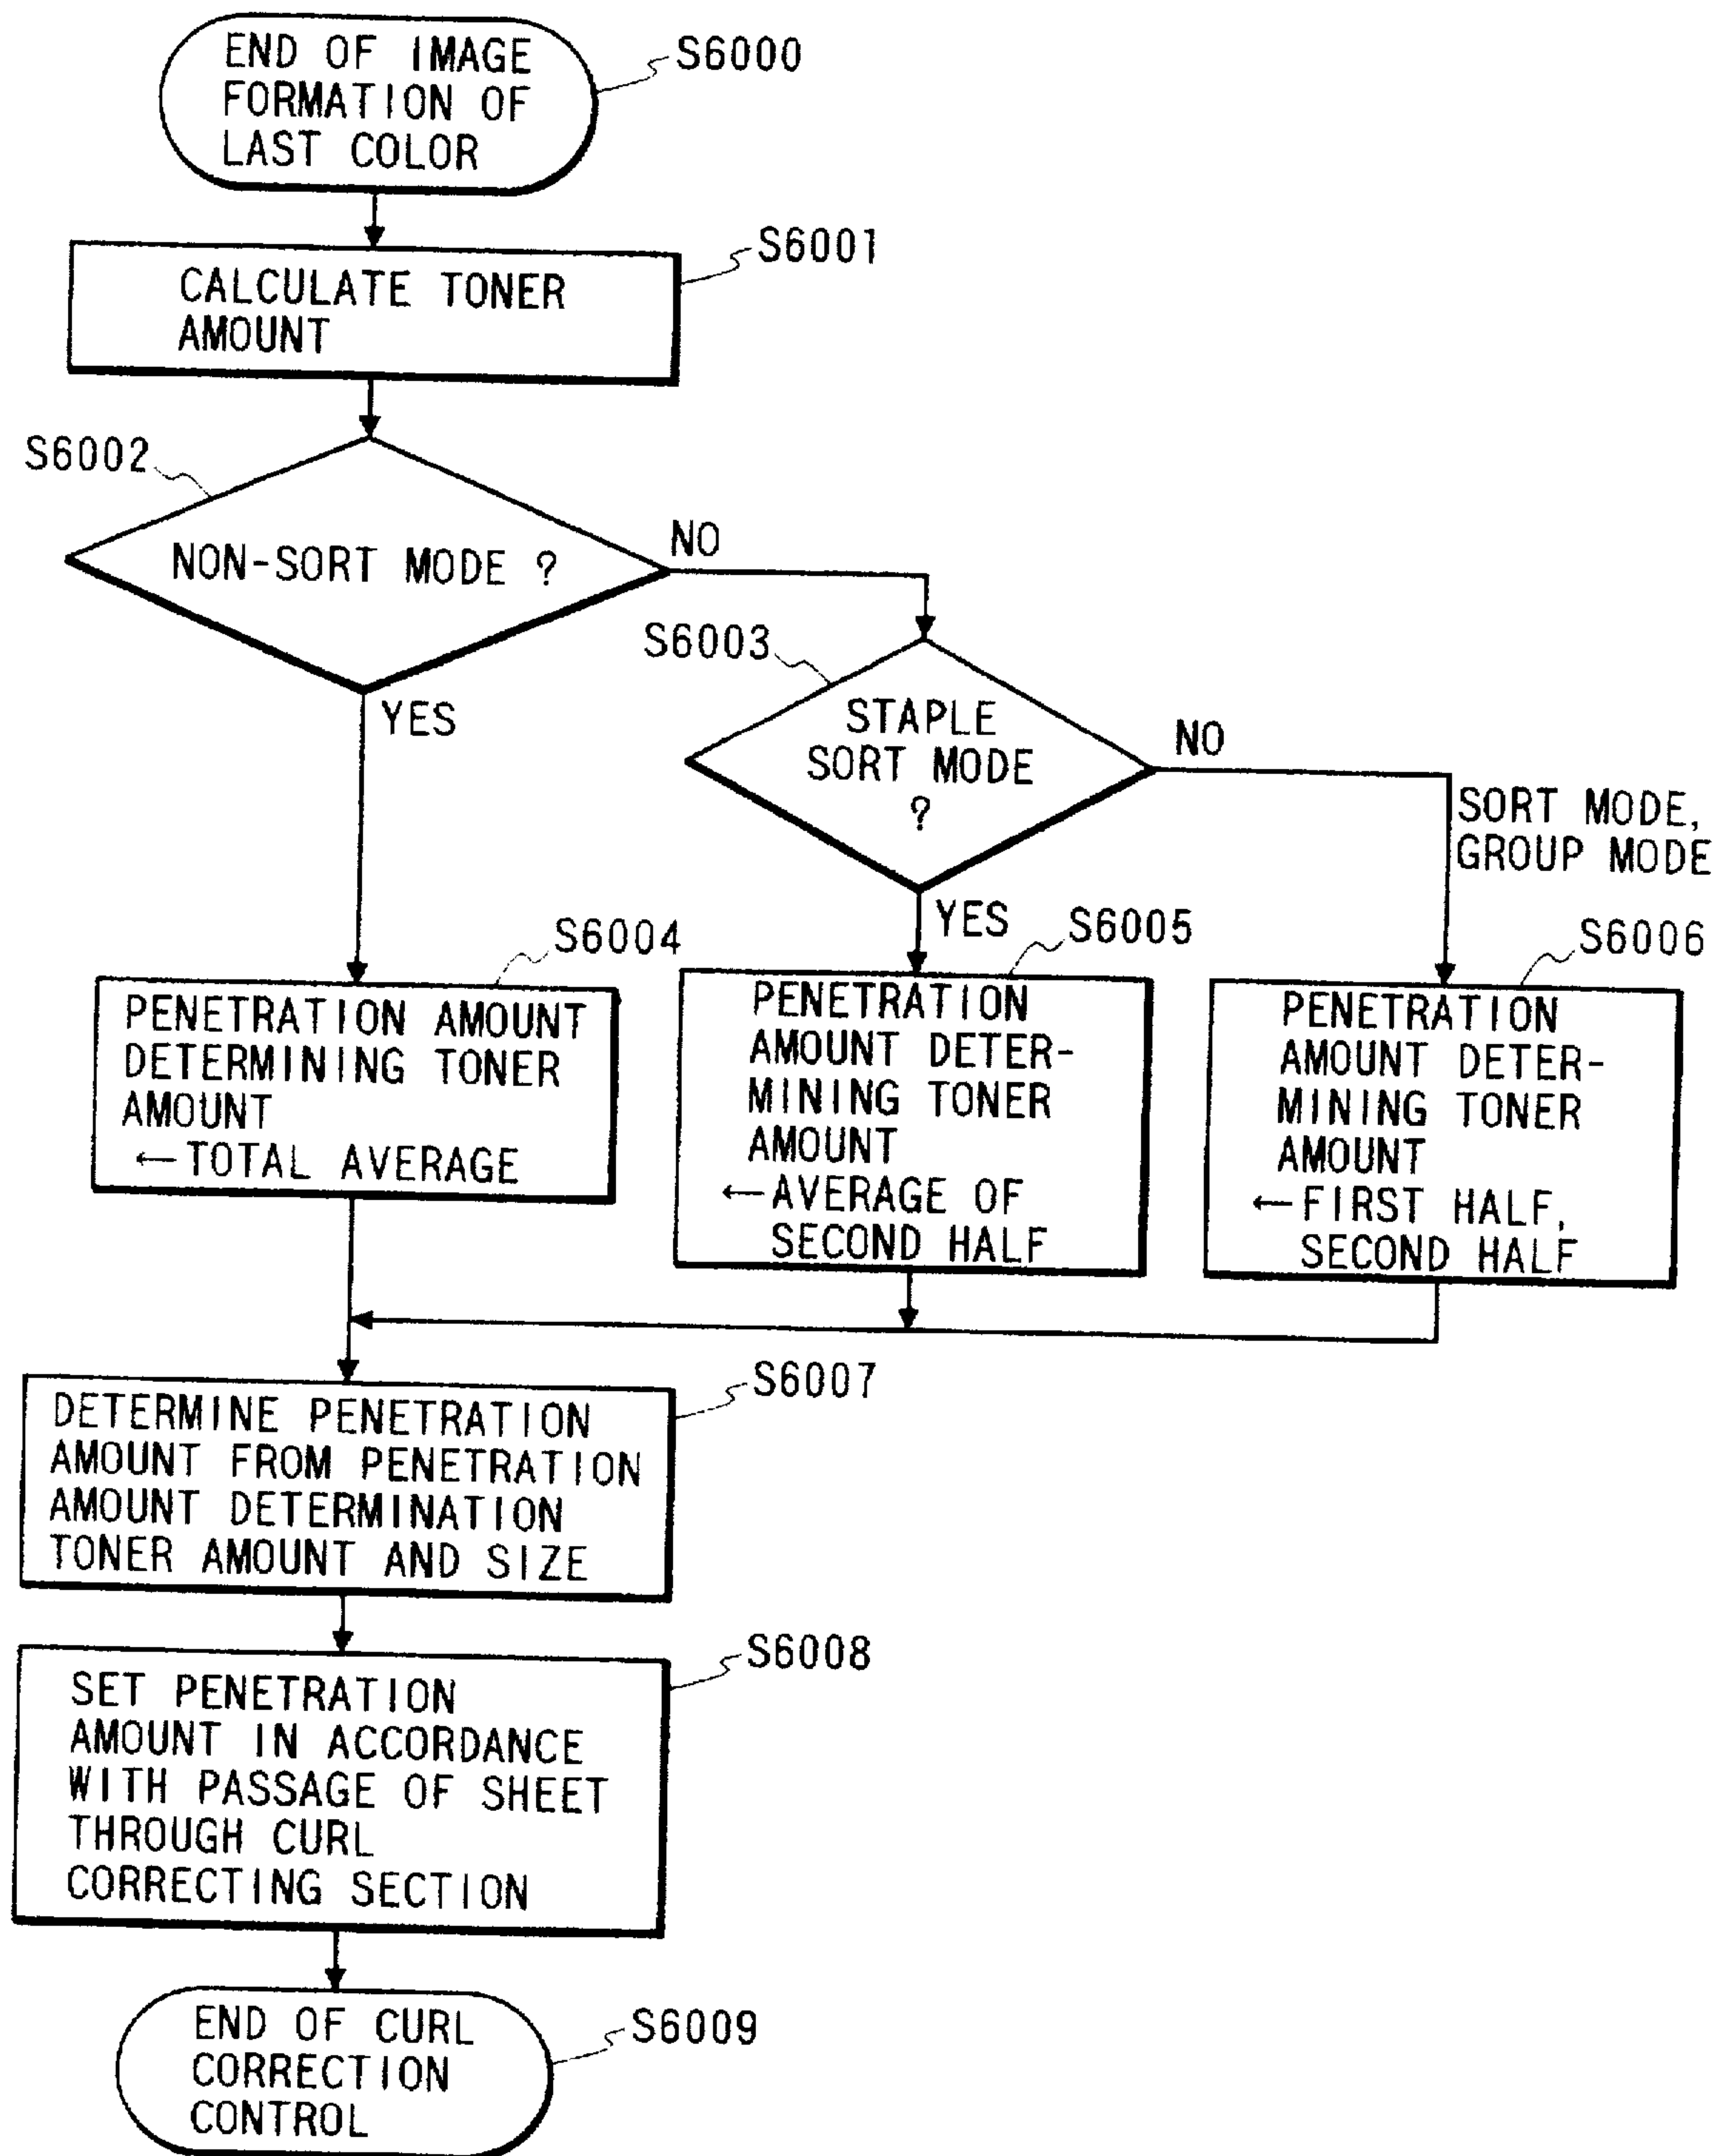 END OF IMAGE
FORMATION OF
LAST COLOR
S6000
CALCULATE TONER
AMOUNT
S6001
S6002
NON-SORT MODE ?
NO
YES
S6003
STAPLE
SORT MODE
?
NO
SORT MODE,
GROUP MODE
YES
S6004
PENETRATION AMOUNT
DETERMINING TONER
AMOUNT
←TOTAL AVERAGE
S6005
PENETRATION
AMOUNT DETER-
MINING TONER
AMOUNT
←AVERAGE OF
SECOND HALF
S6006
PENETRATION
AMOUNT DETER-
MINING TONER
AMOUNT
←FIRST HALF,
SECOND HALF
S6007
DETERMINE PENETRATION
AMOUNT FROM PENETRATION
AMOUNT DETERMINATION
TONER AMOUNT AND SIZE
S6008
SET PENETRATION
AMOUNT IN ACCORDANCE
WITH PASSAGE OF SHEET
THROUGH CURL
CORRECTING SECTION
END OF CURL
CORRECTION
CONTROL
S6009